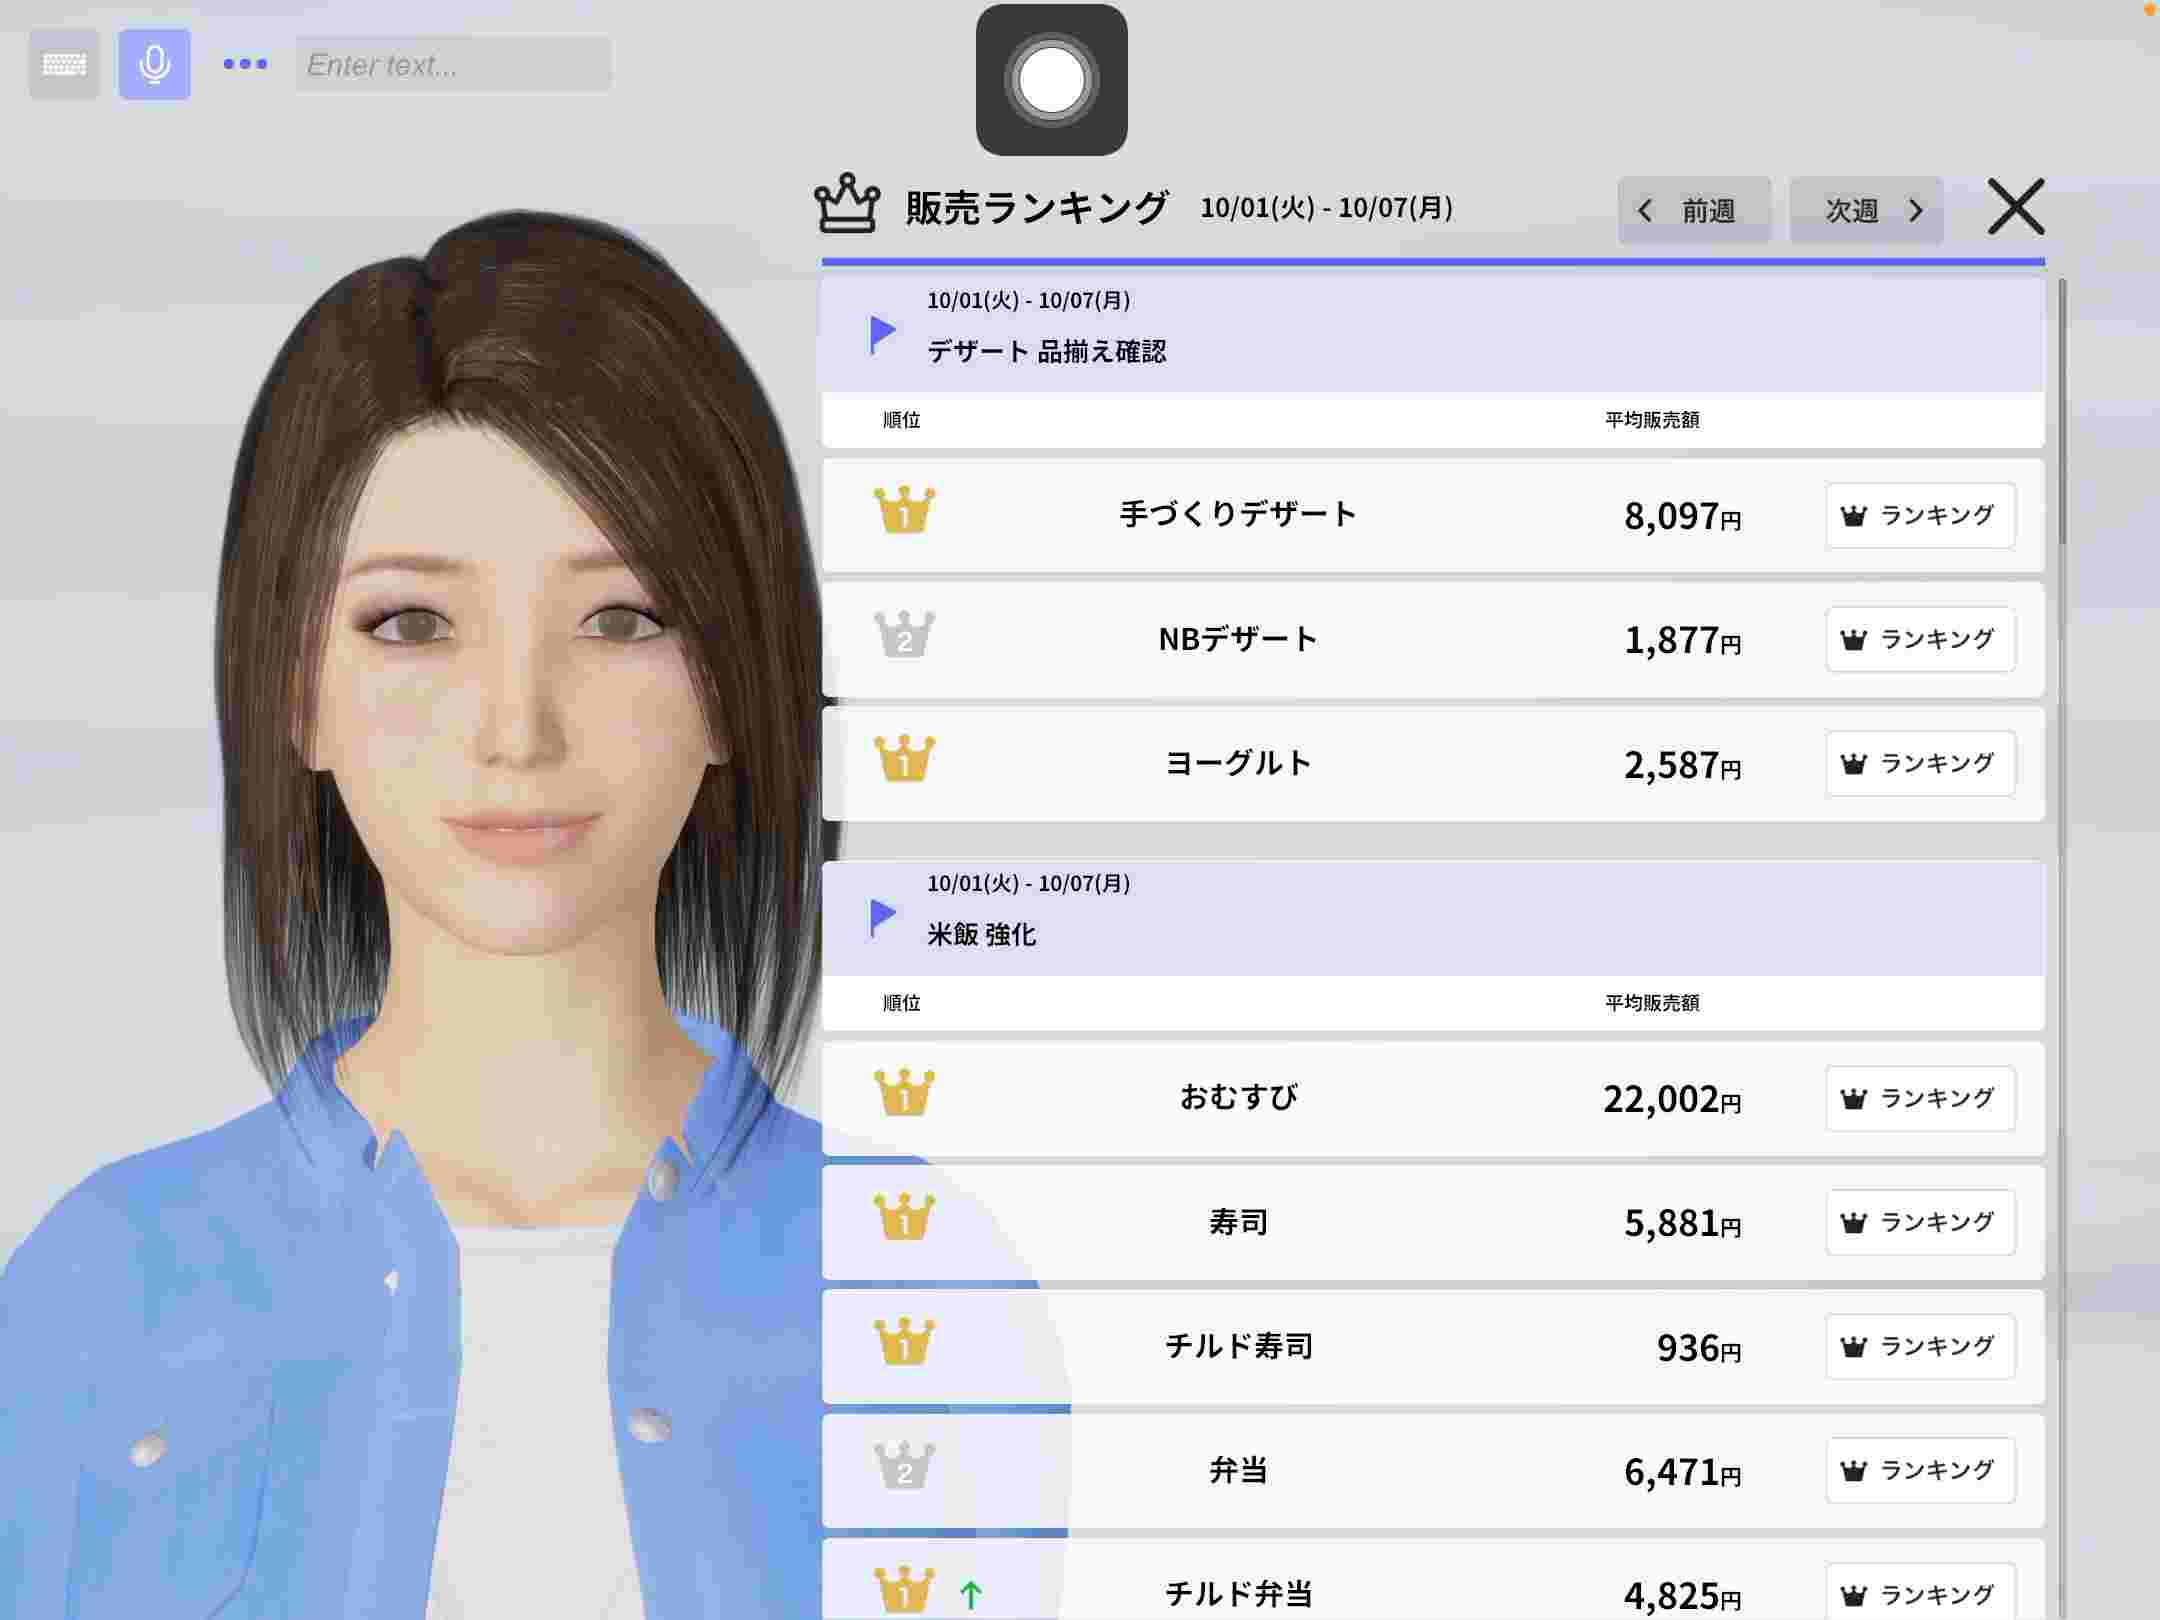 Enter text...
販売ランキング 10/01(火) - 10/07(月) 前週 次週
10/01(火) - 10/07(月)
デザート 品揃え確認
順位 平均販売額
1 手づくりデザート 8,097円 ランキング
2 NBデザート 1,877円 ランキング
1 ヨーグルト 2,587円 ランキング
10/01(火) - 10/07(月)
米飯 強化
順位 平均販売額
1 おむすび 22,002円 ランキング
1 寿司 5,881円 ランキング
1 チルド寿司 936円 ランキング
2 弁当 6,471円 ランキング
1 ↑ チルド弁当 4,825円 ランキング